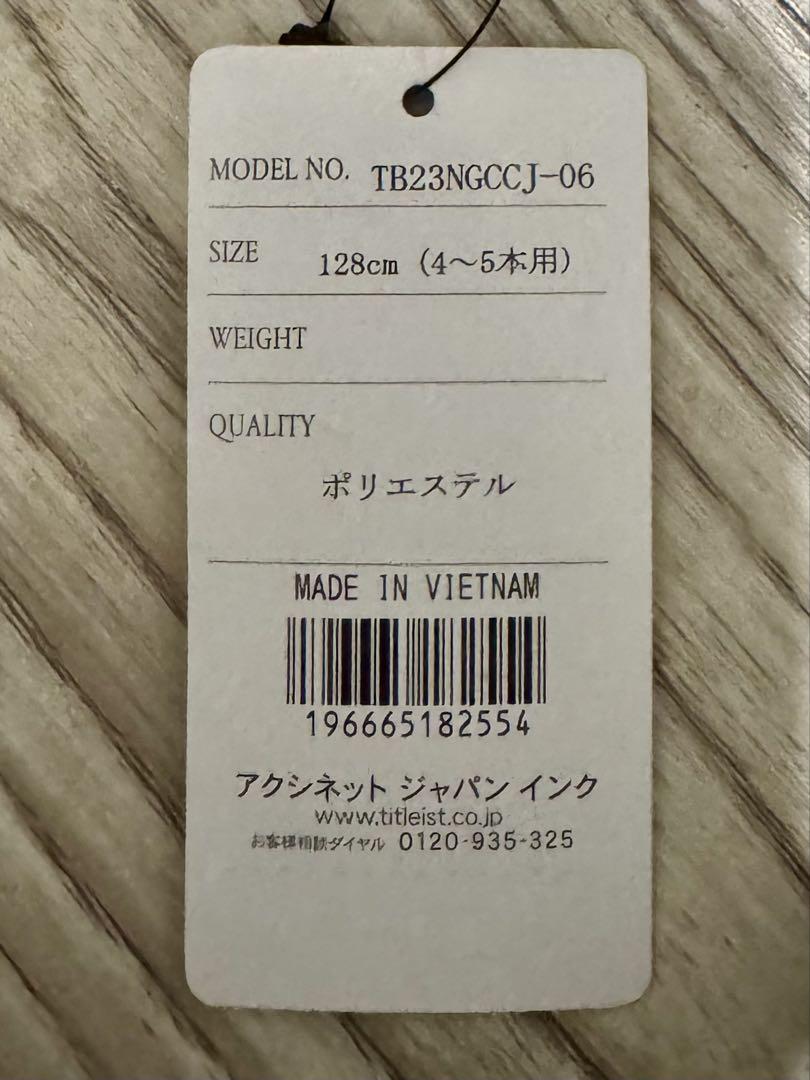 MODEL NO. TB23NGCCJ-06
SIZE 128cm (4～5本用)
WEIGHT
QUALITY
ポリエステル
MADE IN VIETNAM
196665182554
アクシネット ジャパン インク
www.titleist.co.jp
お客様相談ダイヤル 0120-935-325